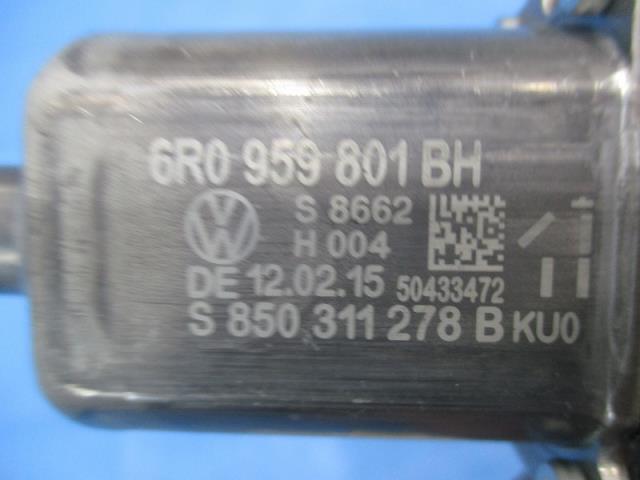 6R0 959 801 BH
S 8662
H 004
DE 12.02.15 50433472
S 850 311 278 B KU0